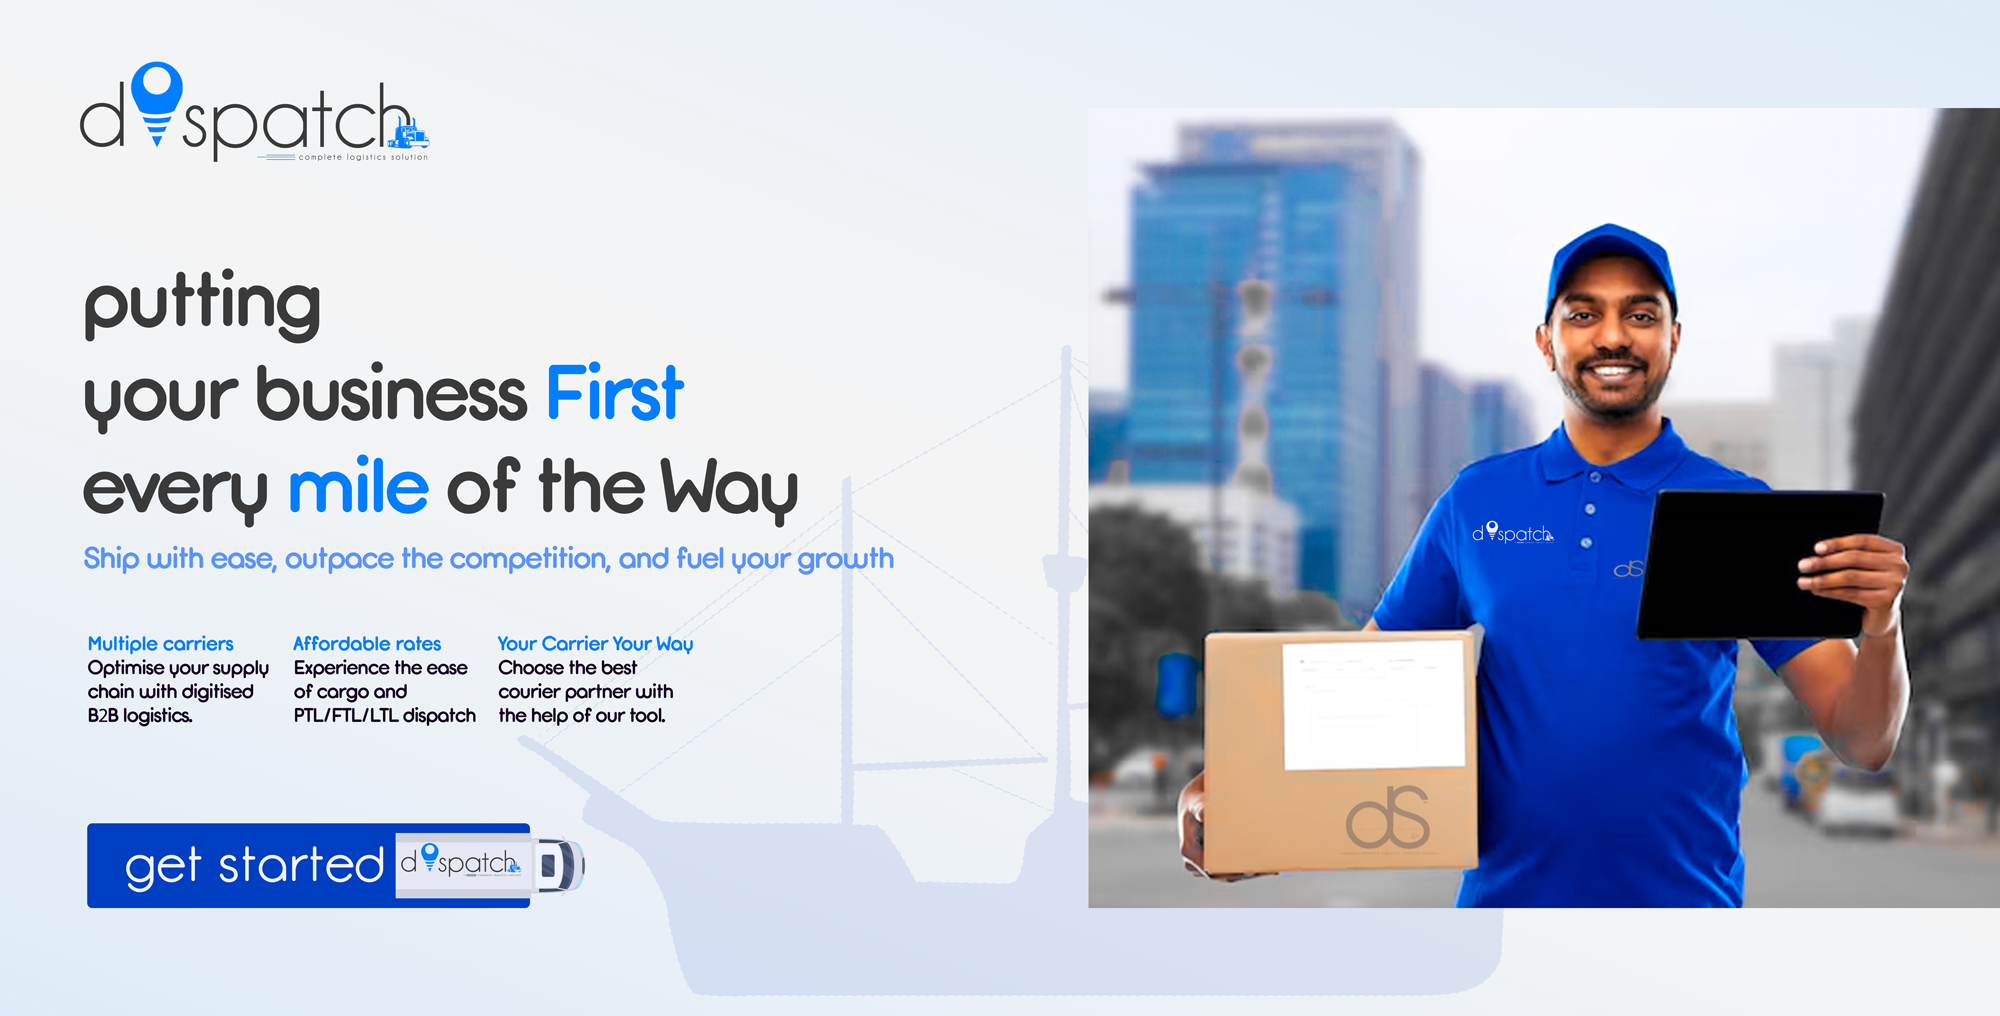 dispatch
complete logistics solution
putting
your business First
every mile of the Way
Ship with ease, outpace the competition, and fuel your growth
Multiple carriers
Optimise your supply
chain with digitised
B2B logistics.
Affordable rates
Experience the ease
of cargo and
PTL/FTL/LTL dispatch
Your Carrier Your Way
Choose the best
courier partner with
the help of our tool.
get started
dispatch
dispatch
ds
ds